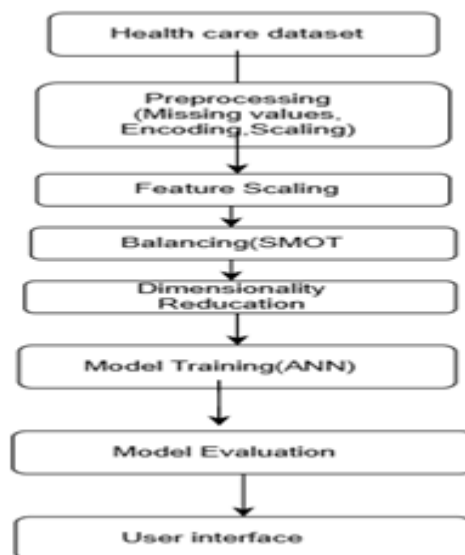 Health care dataset
Preprocessing
(Missing values,
Encoding,Scaling)
Feature Scaling
Balancing(SMOT
Dimensionality
Reducation
Model Training(ANN)
Model Evaluation
User interface